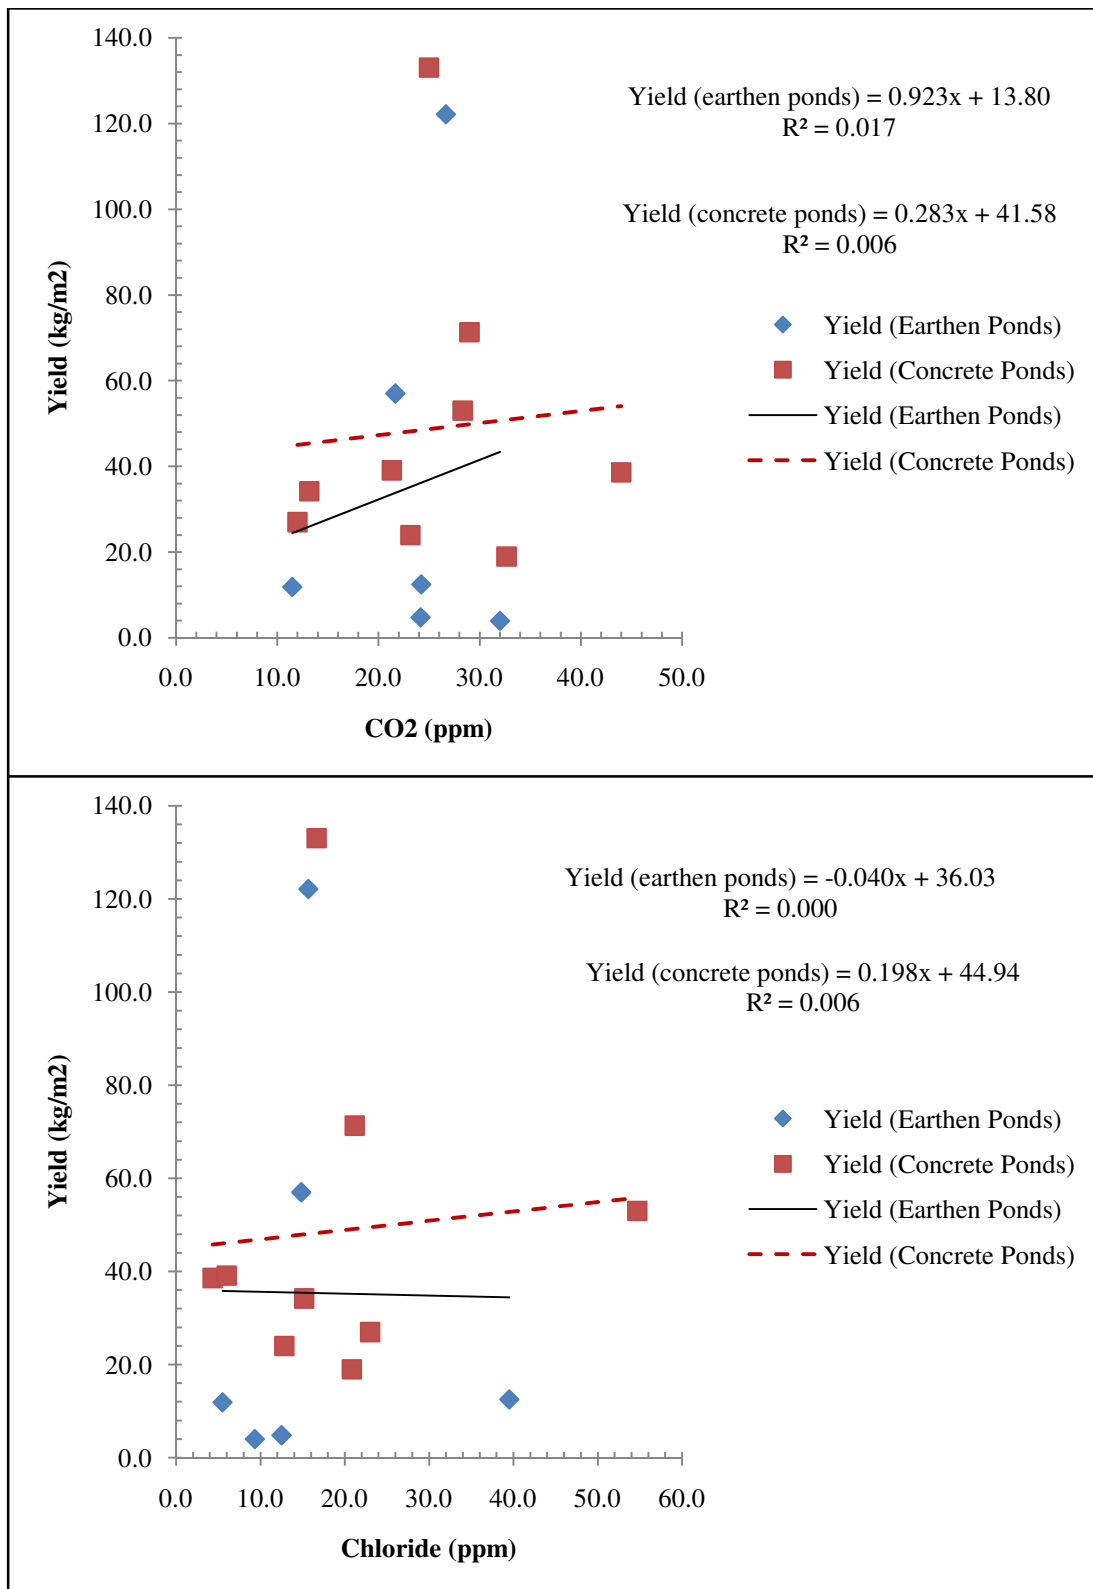 140.0
120.0
100.0
80.0
60.0
40.0
20.0
0.0
Yield (kg/m2)
0.0 10.0 20.0 30.0 40.0 50.0
CO2 (ppm)
Yield (earthen ponds) = 0.923x + 13.80
R² = 0.017
Yield (concrete ponds) = 0.283x + 41.58
R² = 0.006
Yield (Earthen Ponds)
Yield (Concrete Ponds)
Yield (Earthen Ponds)
Yield (Concrete Ponds)
140.0
120.0
100.0
80.0
60.0
40.0
20.0
0.0
Yield (kg/m2)
0.0 10.0 20.0 30.0 40.0 50.0 60.0
Chloride (ppm)
Yield (earthen ponds) = -0.040x + 36.03
R² = 0.000
Yield (concrete ponds) = 0.198x + 44.94
R² = 0.006
Yield (Earthen Ponds)
Yield (Concrete Ponds)
Yield (Earthen Ponds)
Yield (Concrete Ponds)